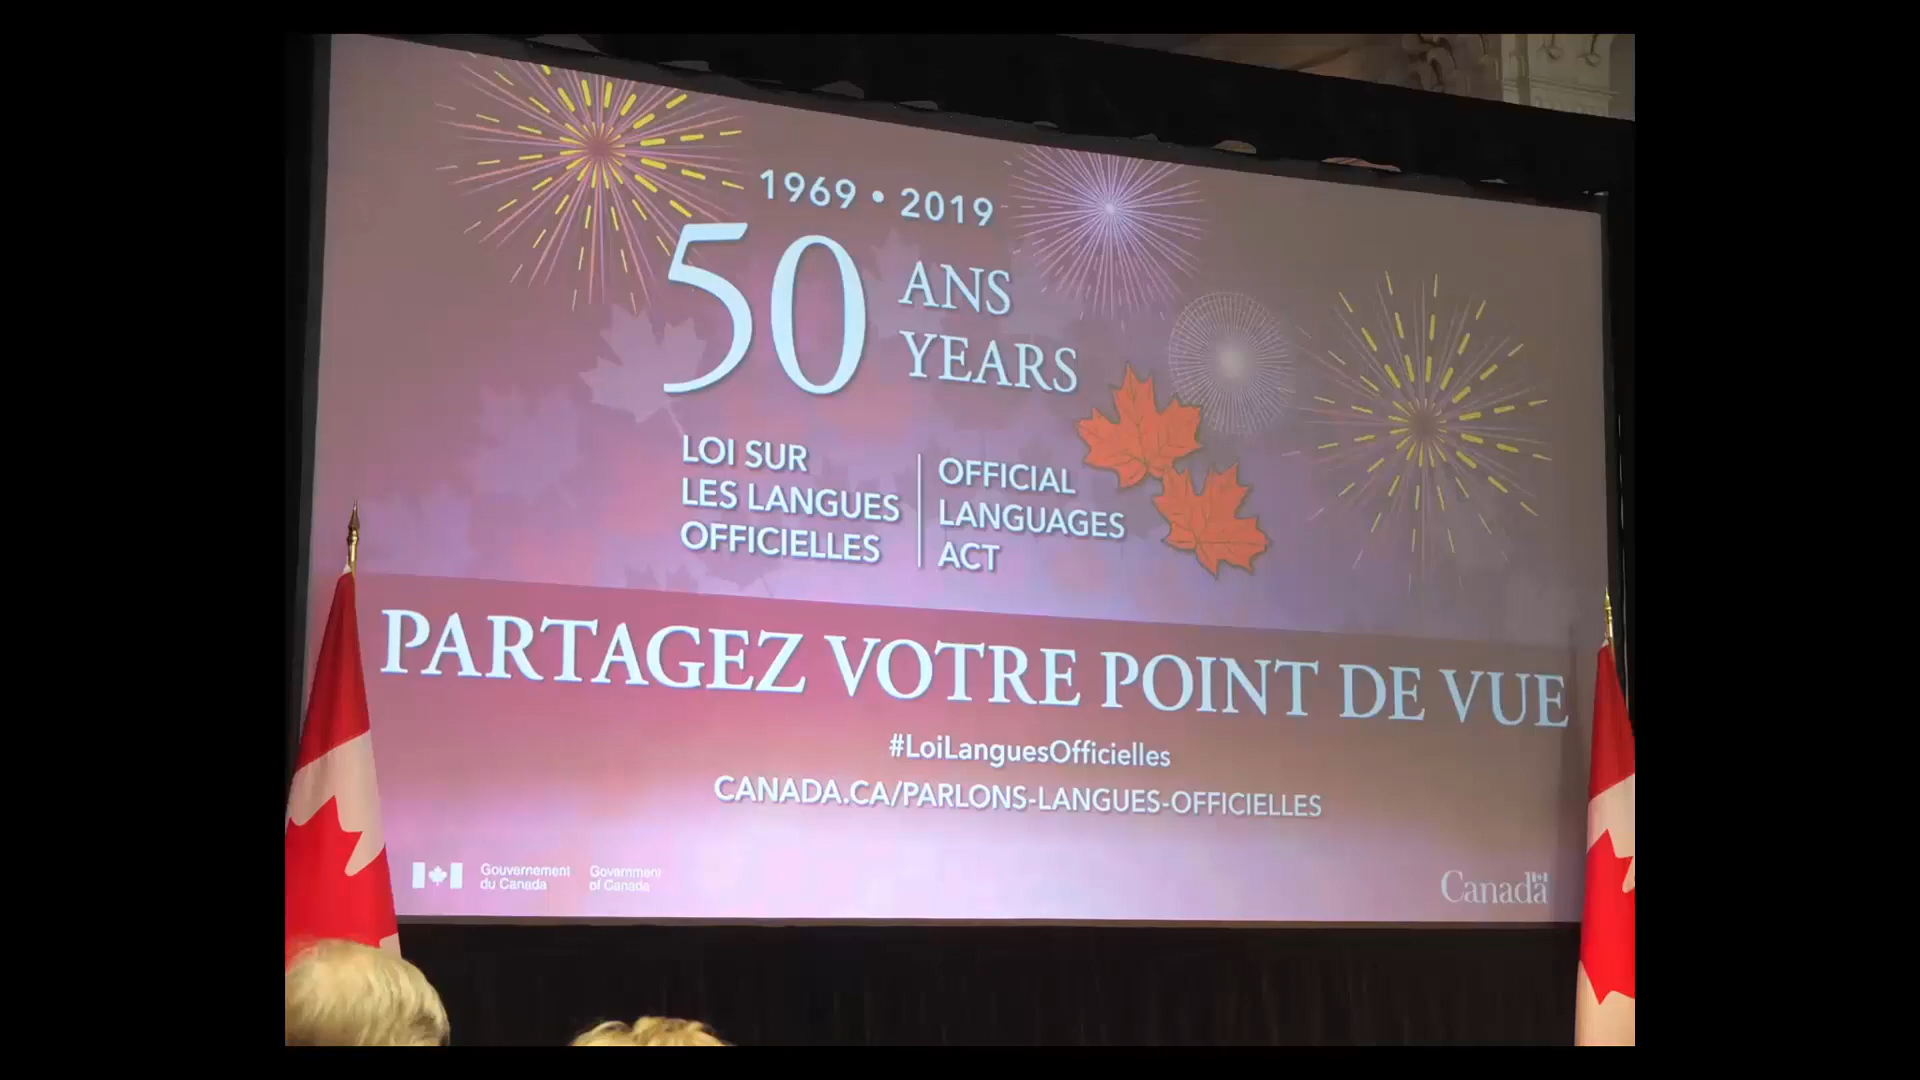 1969 • 2019
50 ANS
YEARS
LOI SUR
LES LANGUES
OFFICIELLES
OFFICIAL
LANGUAGES
ACT
PARTAGEZ VOTRE POINT DE VUE
#LoiLanguesOfficielles
CANADA.CA/PARLONS-LANGUES-OFFICIELLES
Gouvernement
du Canada
Government
of Canada
Canada